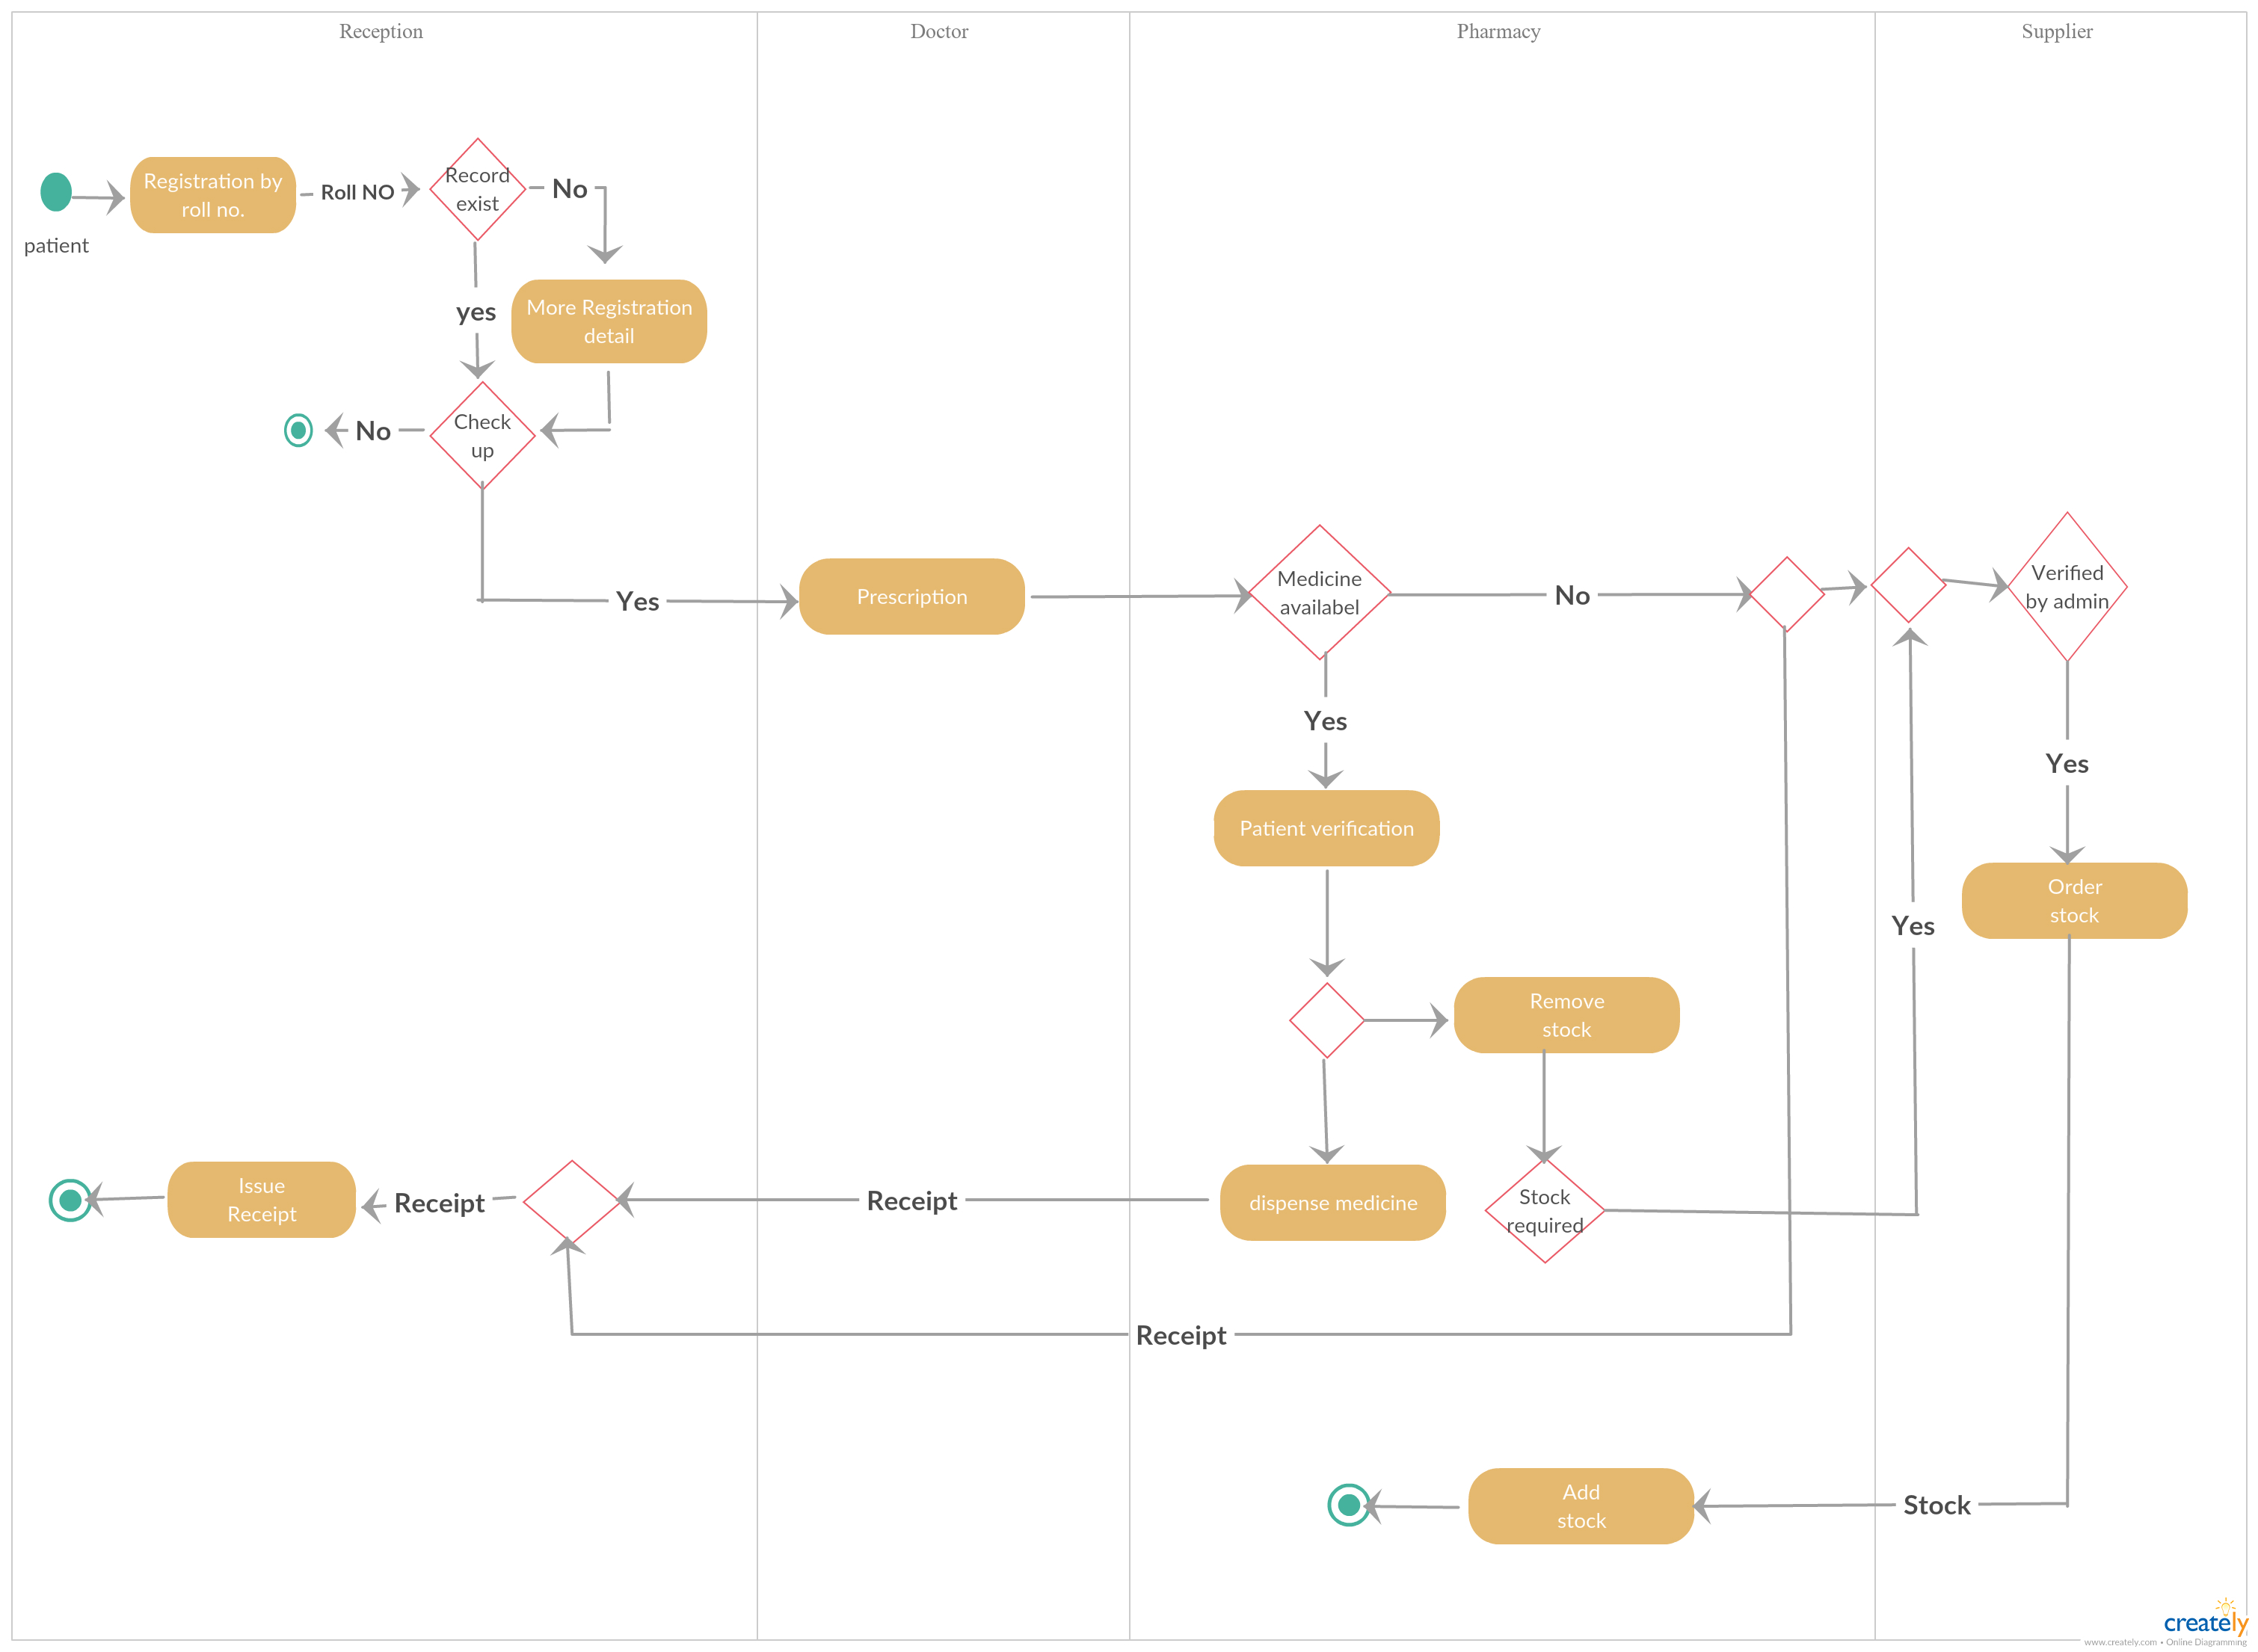 Reception
Doctor
Pharmacy
Supplier
Registration by
roll no.
Roll NO
Record
exist
No
patient
yes
More Registration
detail
Check
up
No
Yes
Prescription
Medicine
availabel
No
Verified
by admin
Yes
Yes
Patient verification
Order
stock
Yes
Remove
stock
Issue
Receipt
Receipt
Receipt
dispense medicine
Stock
required
Receipt
Add
stock
Stock
creately
www.creately.com • Online Diagramming